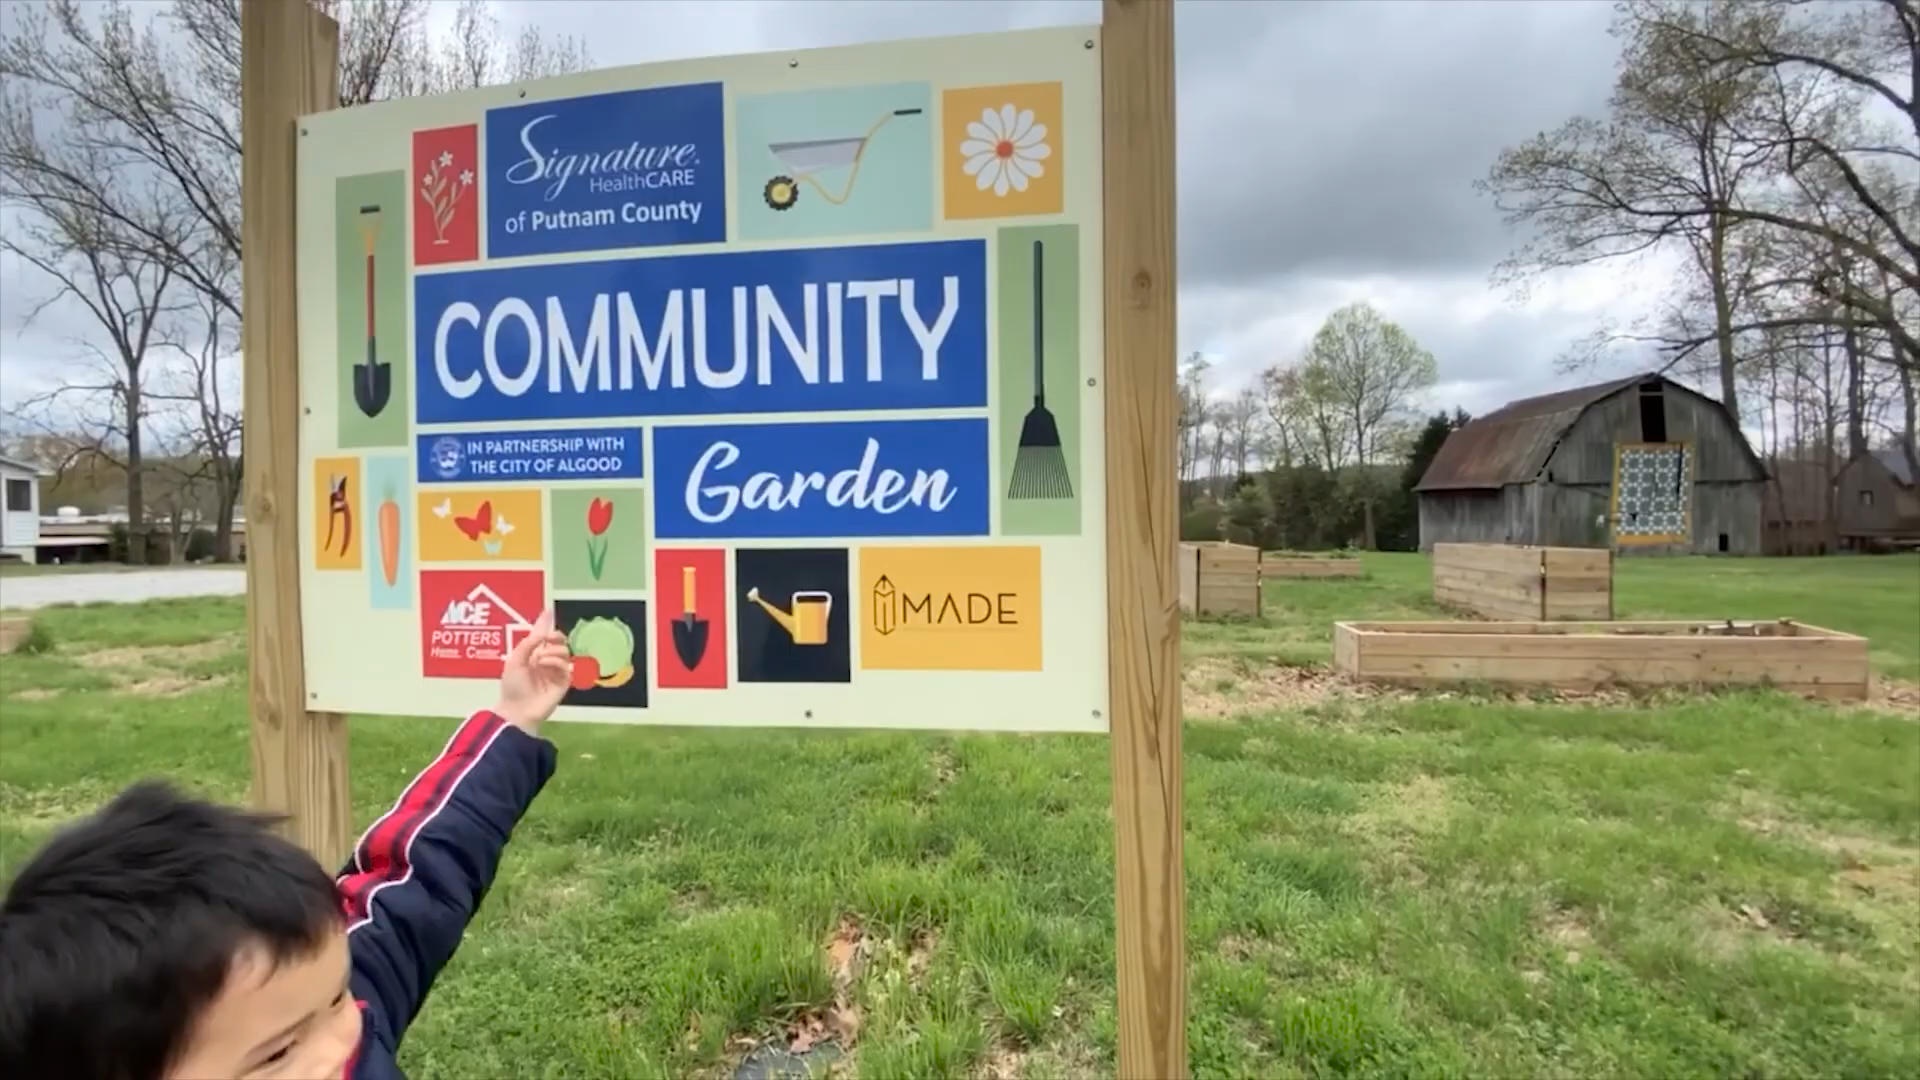 Signature
HealthCARE
of Putnam County
COMMUNITY
IN PARTNERSHIP WITH
THE CITY OF ALGOOD
Garden
ACE
POTTERS
Home Center
MADE